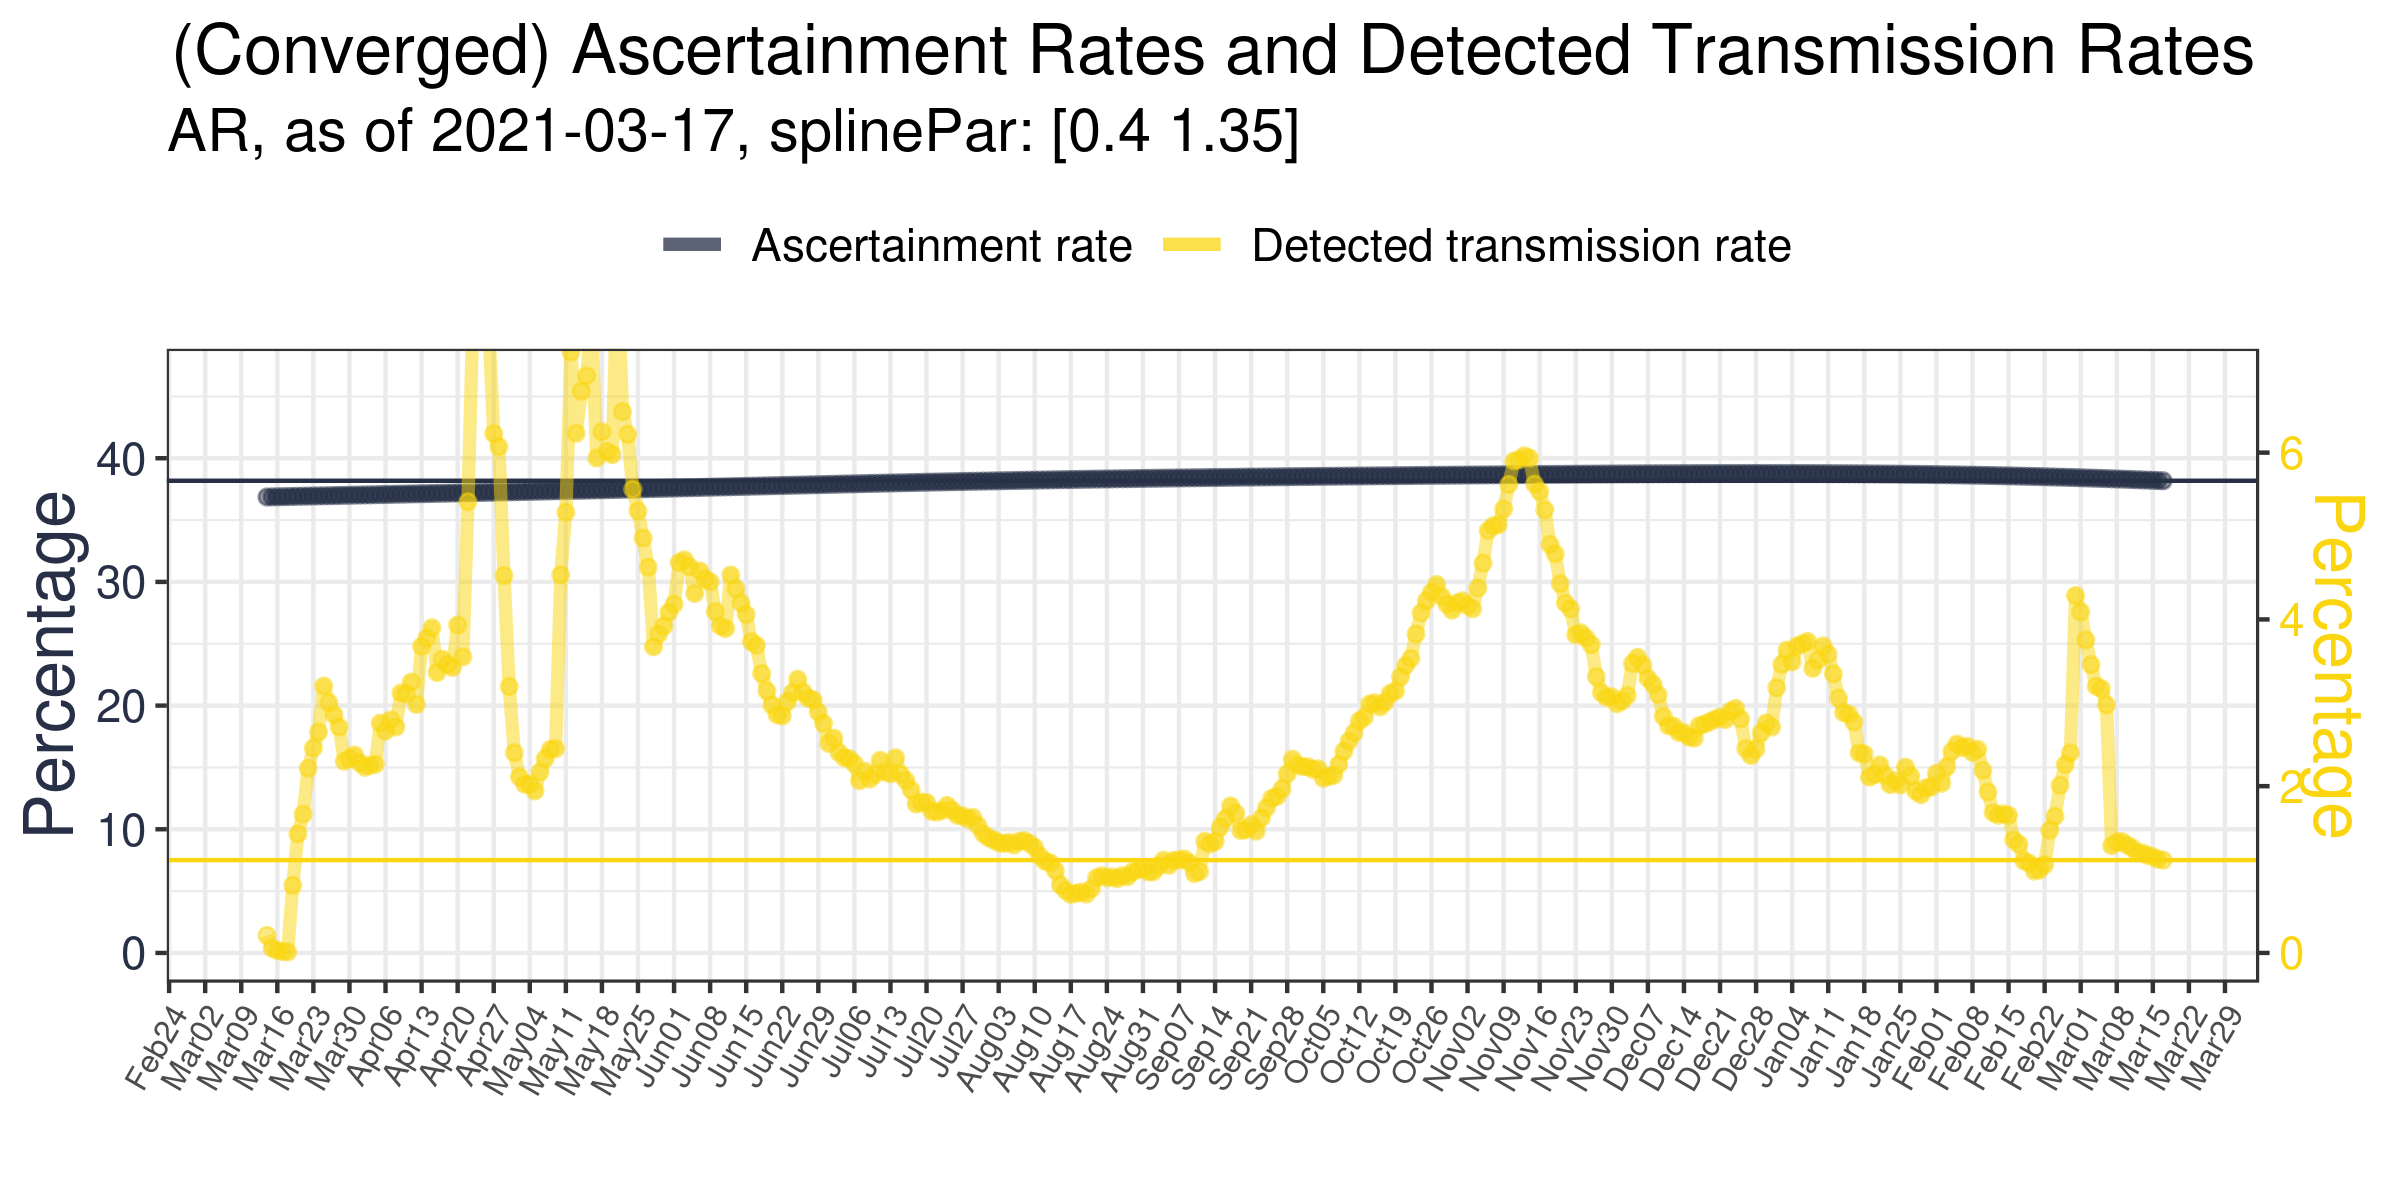 (Converged) Ascertainment Rates and Detected Transmission Rates
AR, as of 2021-03-17, splinePar: [0.4 1.35]
Ascertainment rate Detected transmission rate
Percentage
40
30
20
10
0
6
4
2
0
Percentage
Feb24 Mar02 Mar09 Mar16 Mar23 Mar30 Apr06 Apr13 Apr20 Apr27 May04 May11 May18 May25 Jun01 Jun08 Jun15 Jun22 Jun29 Jul06 Jul13 Jul20 Jul27 Aug03 Aug10 Aug17 Aug24 Aug31 Sep07 Sep14 Sep21 Sep28 Oct05 Oct12 Oct19 Oct26 Nov02 Nov09 Nov16 Nov23 Nov30 Dec07 Dec14 Dec21 Dec28 Jan04 Jan11 Jan18 Jan25 Feb01 Feb08 Feb15 Feb22 Mar01 Mar08 Mar15 Mar22 Mar29